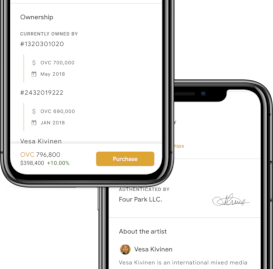 Ownership
CURRENTLY OWNED BY
#1320301020
$ OVC 700,000
May 2018
#2432019222
$ OVC 690,000
JAN 2018
Vesa Kivinen
OVC 796,800
$398,400 +10.00%
Purchase
AUTHENTICATED BY
Four Park LLC.
About the artist
Vesa Kivinen
Vesa Kivinen is an international mixed media